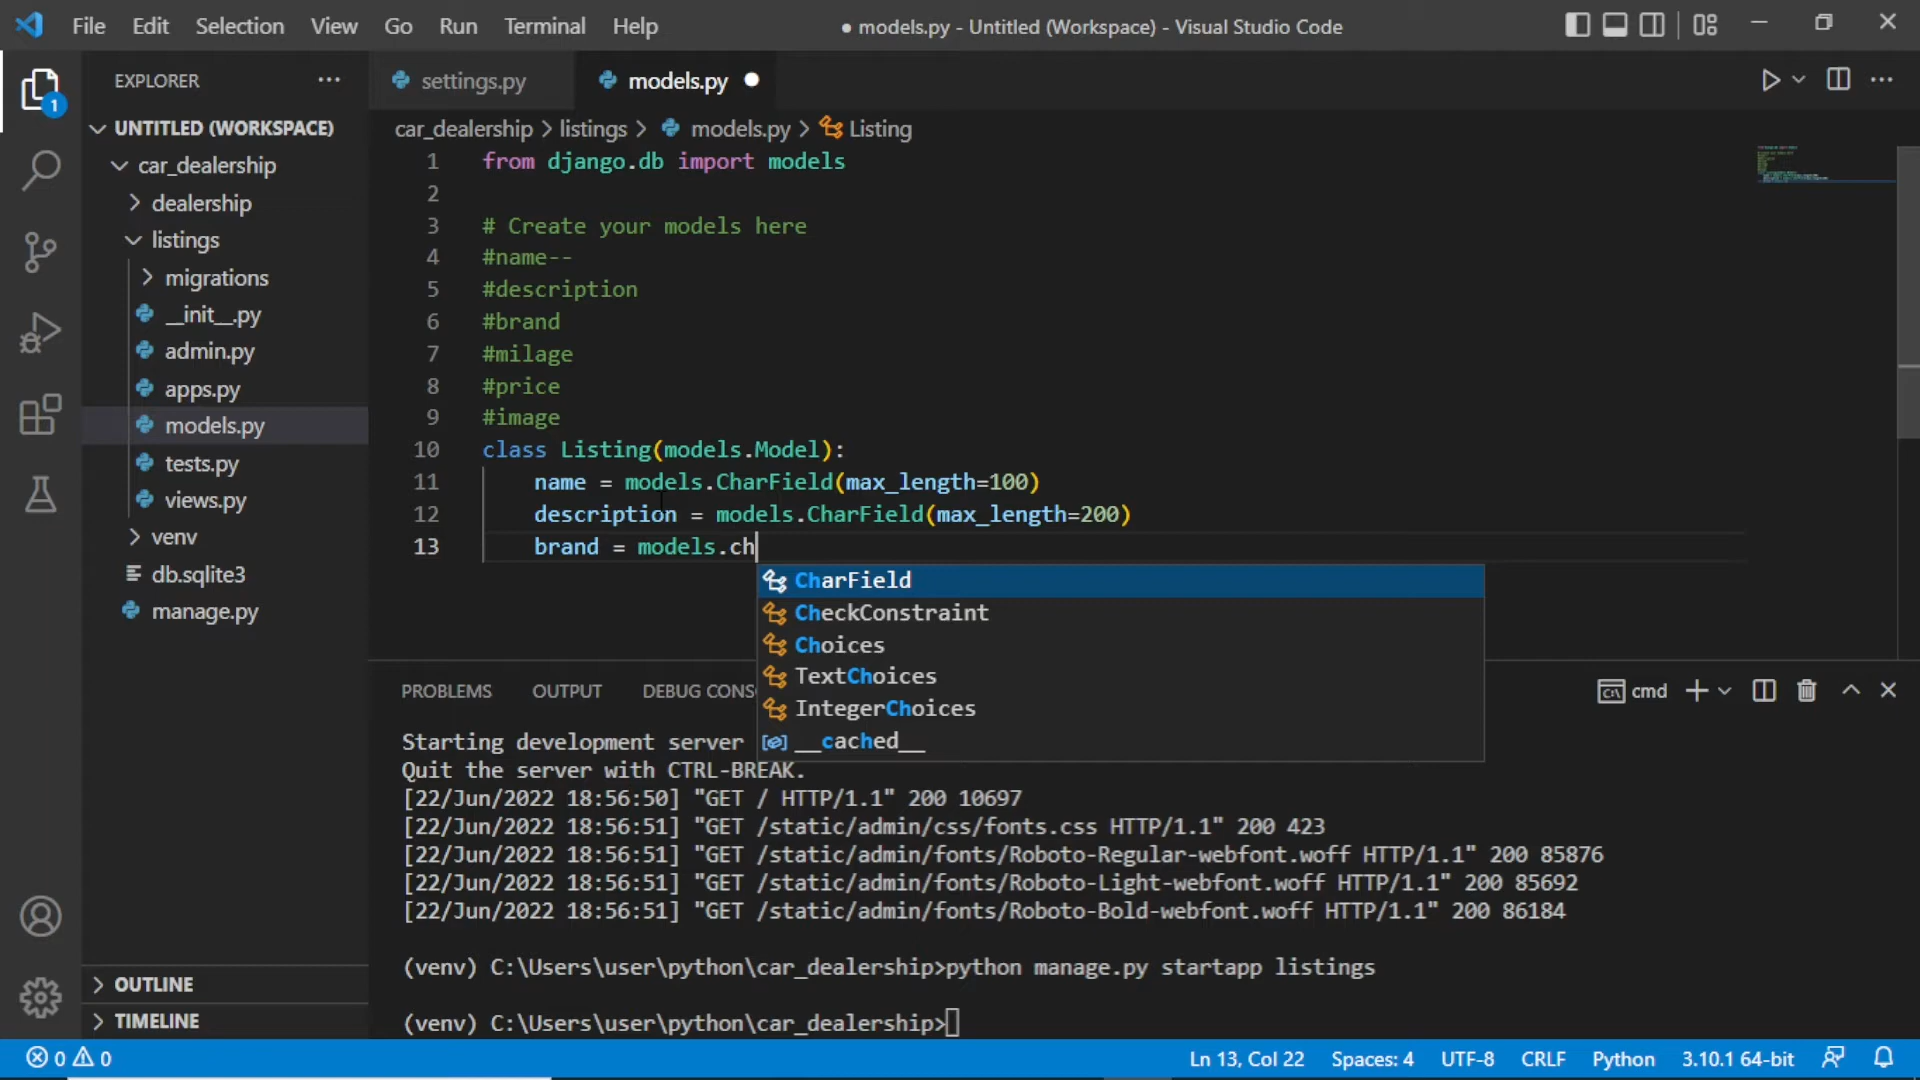 File Edit Selection View Go Run Terminal Help
● models.py - Untitled (Workspace) - Visual Studio Code
EXPLORER
1
UNTITLED (WORKSPACE)
car_dealership
dealership
listings
migrations
__init__.py
admin.py
apps.py
models.py
tests.py
views.py
venv
db.sqlite3
manage.py
OUTLINE
TIMELINE
settings.py models.py
car_dealership > listings > models.py > Listing
1 from django.db import models
2
3 # Create your models here
4 #name--
5 #description
6 #brand
7 #milage
8 #price
9 #image
10 class Listing(models.Model):
11 name = models.CharField(max_length=100)
12 description = models.CharField(max_length=200)
13 brand = models.ch
CharField
CheckConstraint
Choices
TextChoices
IntegerChoices
__cached__
PROBLEMS OUTPUT DEBUG CONS
cmd
Starting development server
Quit the server with CTRL-BREAK.
[22/Jun/2022 18:56:50] "GET / HTTP/1.1" 200 10697
[22/Jun/2022 18:56:51] "GET /static/admin/css/fonts.css HTTP/1.1" 200 423
[22/Jun/2022 18:56:51] "GET /static/admin/fonts/Roboto-Regular-webfont.woff HTTP/1.1" 200 85876
[22/Jun/2022 18:56:51] "GET /static/admin/fonts/Roboto-Light-webfont.woff HTTP/1.1" 200 85692
[22/Jun/2022 18:56:51] "GET /static/admin/fonts/Roboto-Bold-webfont.woff HTTP/1.1" 200 86184
(venv) C:\Users\user\python\car_dealership>python manage.py startapp listings
(venv) C:\Users\user\python\car_dealership>
0 0
Ln 13, Col 22 Spaces: 4 UTF-8 CRLF Python 3.10.1 64-bit